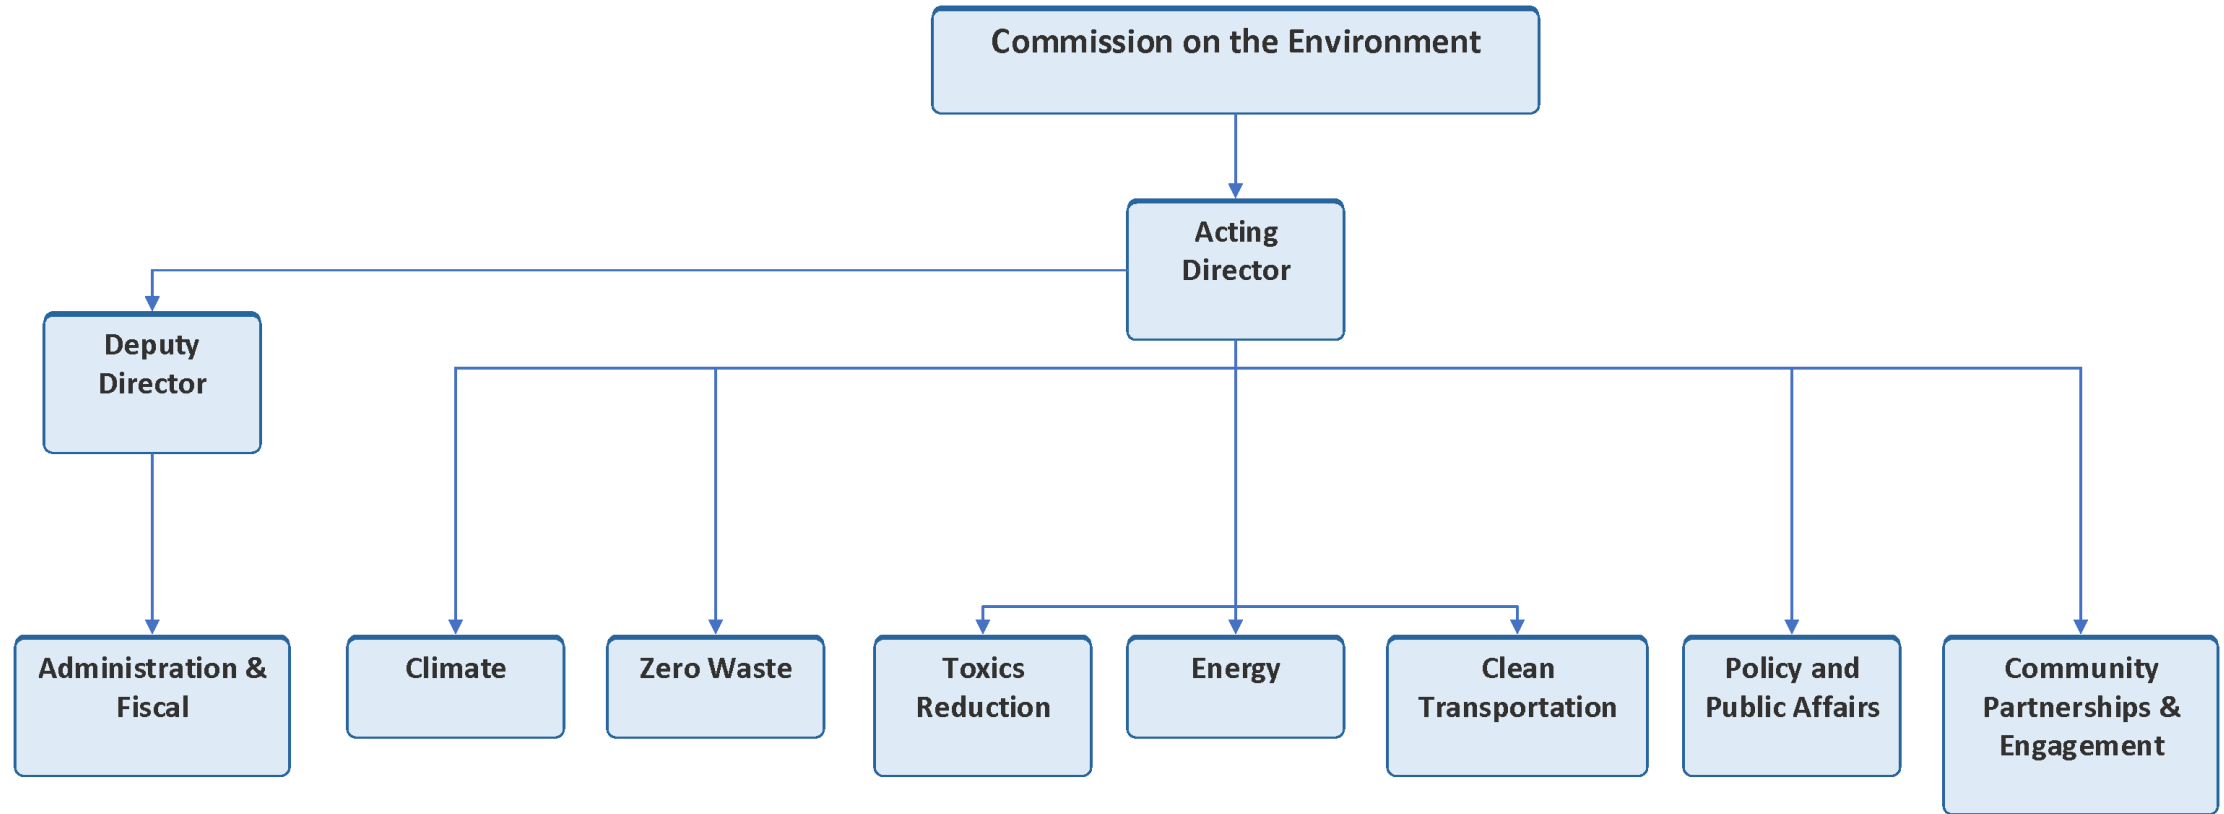 Commission on the Environment
Acting
Director
Deputy
Director
Administration &
Fiscal
Climate
Zero Waste
Toxics
Reduction
Energy
Clean
Transportation
Policy and
Public Affairs
Community
Partnerships &
Engagement